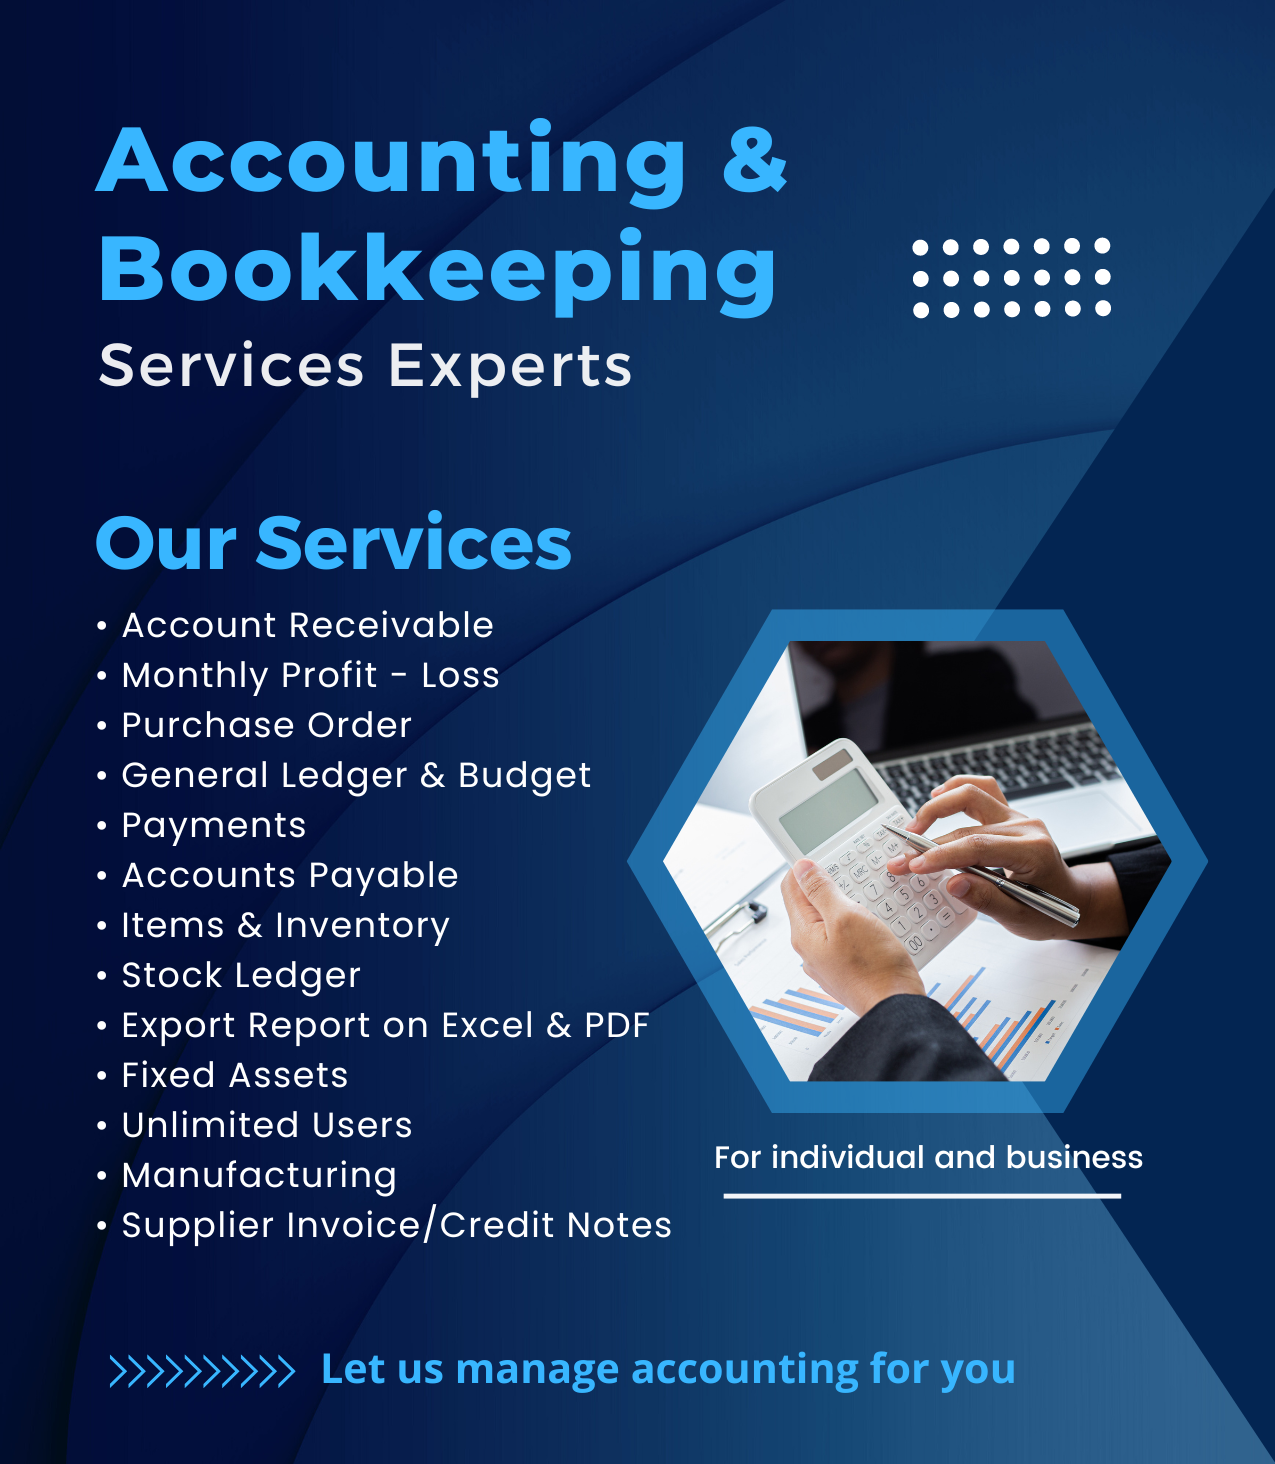 Accounting &
Bookkeeping
Services Experts
Our Services
• Account Receivable
• Monthly Profit - Loss
• Purchase Order
• General Ledger & Budget
• Payments
• Accounts Payable
• Items & Inventory
• Stock Ledger
• Export Report on Excel & PDF
• Fixed Assets
• Unlimited Users
• Manufacturing
• Supplier Invoice/Credit Notes
For individual and business
Let us manage accounting for you